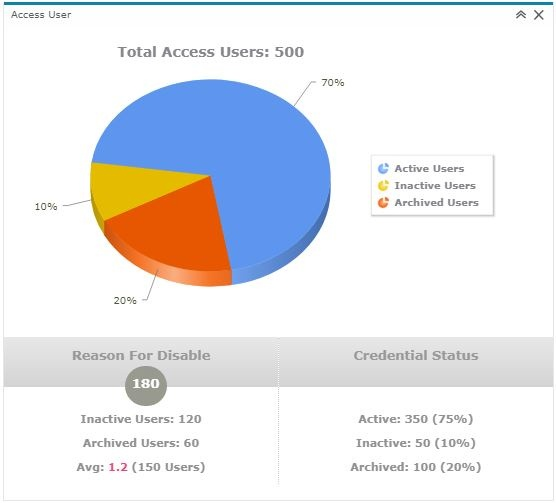 Access User
Total Access Users: 500
70%
10%
20%
Active Users
Inactive Users
Archived Users
Reason For Disable
180
Inactive Users: 120
Archived Users: 60
Avg: 1.2 (150 Users)
Credential Status
Active: 350 (75%)
Inactive: 50 (10%)
Archived: 100 (20%)